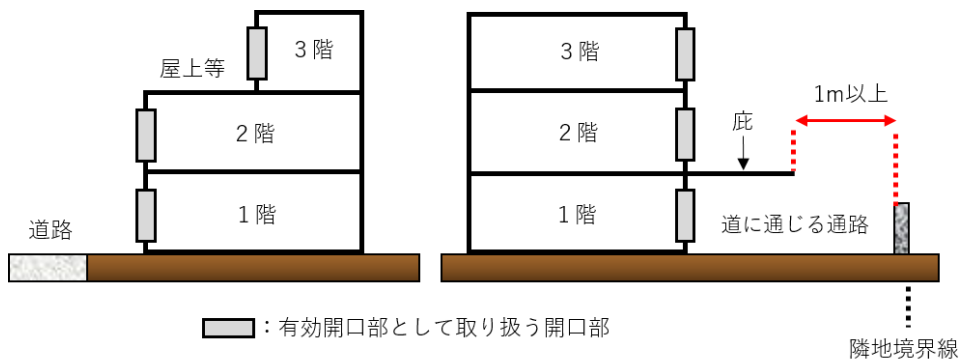 3階
屋上等
2階
1階
道路
3階
1m以上
2階
庇
1階
道に通じる通路
：有効開口部として取り扱う開口部
隣地境界線